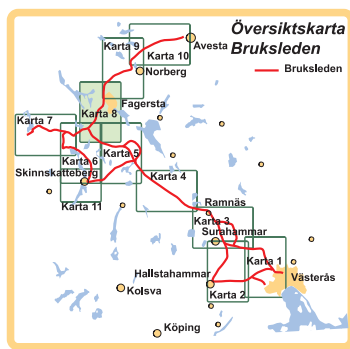 Översiktskarta
Bruksleden
Bruksleden
Karta 10
Avesta
Karta 9
Norberg
Fagersta
Karta 8
Karta 7
Karta 5
Karta 6
Skinnskatteberg
Karta 4
Karta 11
Ramnäs
Karta 3
Surahammar
Karta 1
Hallstahammar
Västerås
Karta 2
Kolsva
Köping